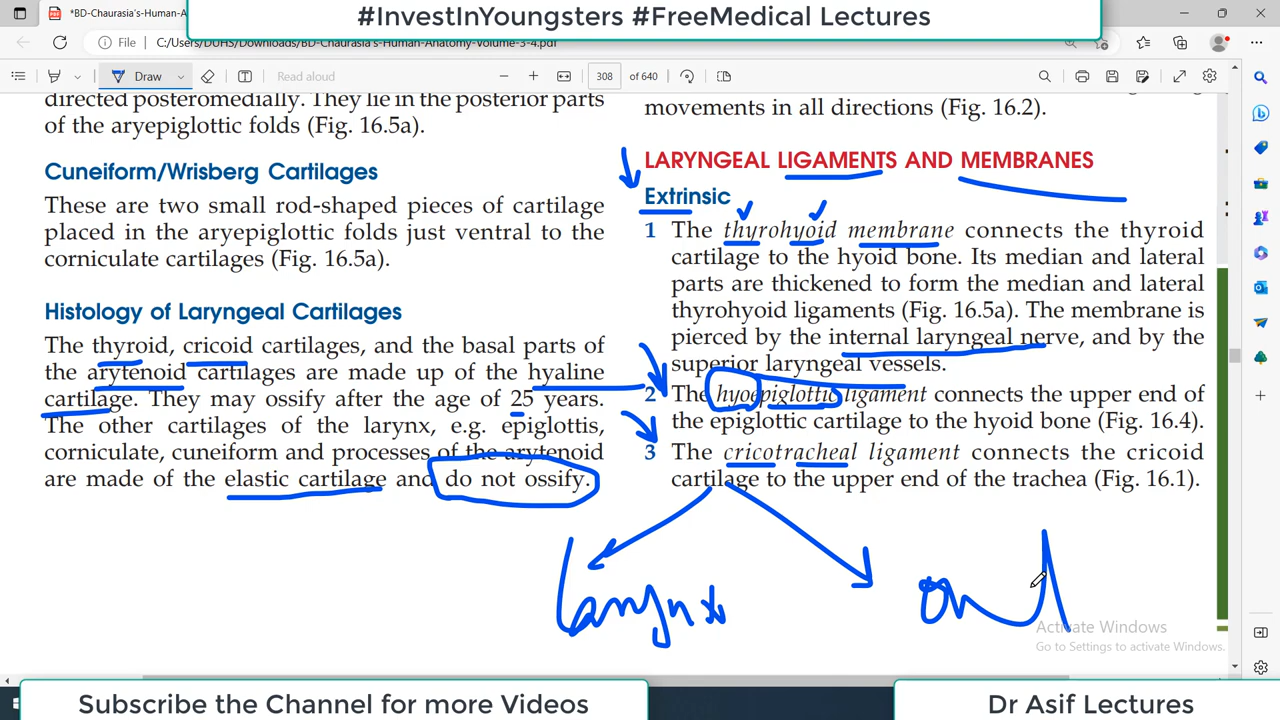 #InvestInYoungsters #FreeMedical Lectures
*BD-Chaurasia's-Human-A
File
C:/Users/DUHS/Downloads/BD-Chaurasia's-Human-Anatomy-Volume-3-4.pdf
Draw
Read aloud
308 of 640
directed posteromedially. They lie in the posterior parts
of the aryepiglottic folds (Fig. 16.5a).
Cuneiform/Wrisberg Cartilages
These are two small rod-shaped pieces of cartilage
placed in the aryepiglottic folds just ventral to the
corniculate cartilages (Fig. 16.5a).
Histology of Laryngeal Cartilages
The thyroid, cricoid cartilages, and the basal parts of
the arytenoid cartilages are made up of the hyaline
cartilage. They may ossify after the age of 25 years.
The other cartilages of the larynx, e.g. epiglottis,
corniculate, cuneiform and processes of the arytenoid
are made of the elastic cartilage and do not ossify.
movements in all directions (Fig. 16.2).
LARYNGEAL LIGAMENTS AND MEMBRANES
Extrinsic
1 The thyrohyoid membrane connects the thyroid
cartilage to the hyoid bone. Its median and lateral
parts are thickened to form the median and lateral
thyrohyoid ligaments (Fig. 16.5a). The membrane is
pierced by the internal laryngeal nerve, and by the
superior laryngeal vessels.
2 The hyoepiglottic ligament connects the upper end of
the epiglottic cartilage to the hyoid bone (Fig. 16.4).
3 The cricotracheal ligament connects the cricoid
cartilage to the upper end of the trachea (Fig. 16.1).
larynx
Activate Windows
Go to Settings to activate Windows.
Subscribe the Channel for more Videos
Dr Asif Lectures